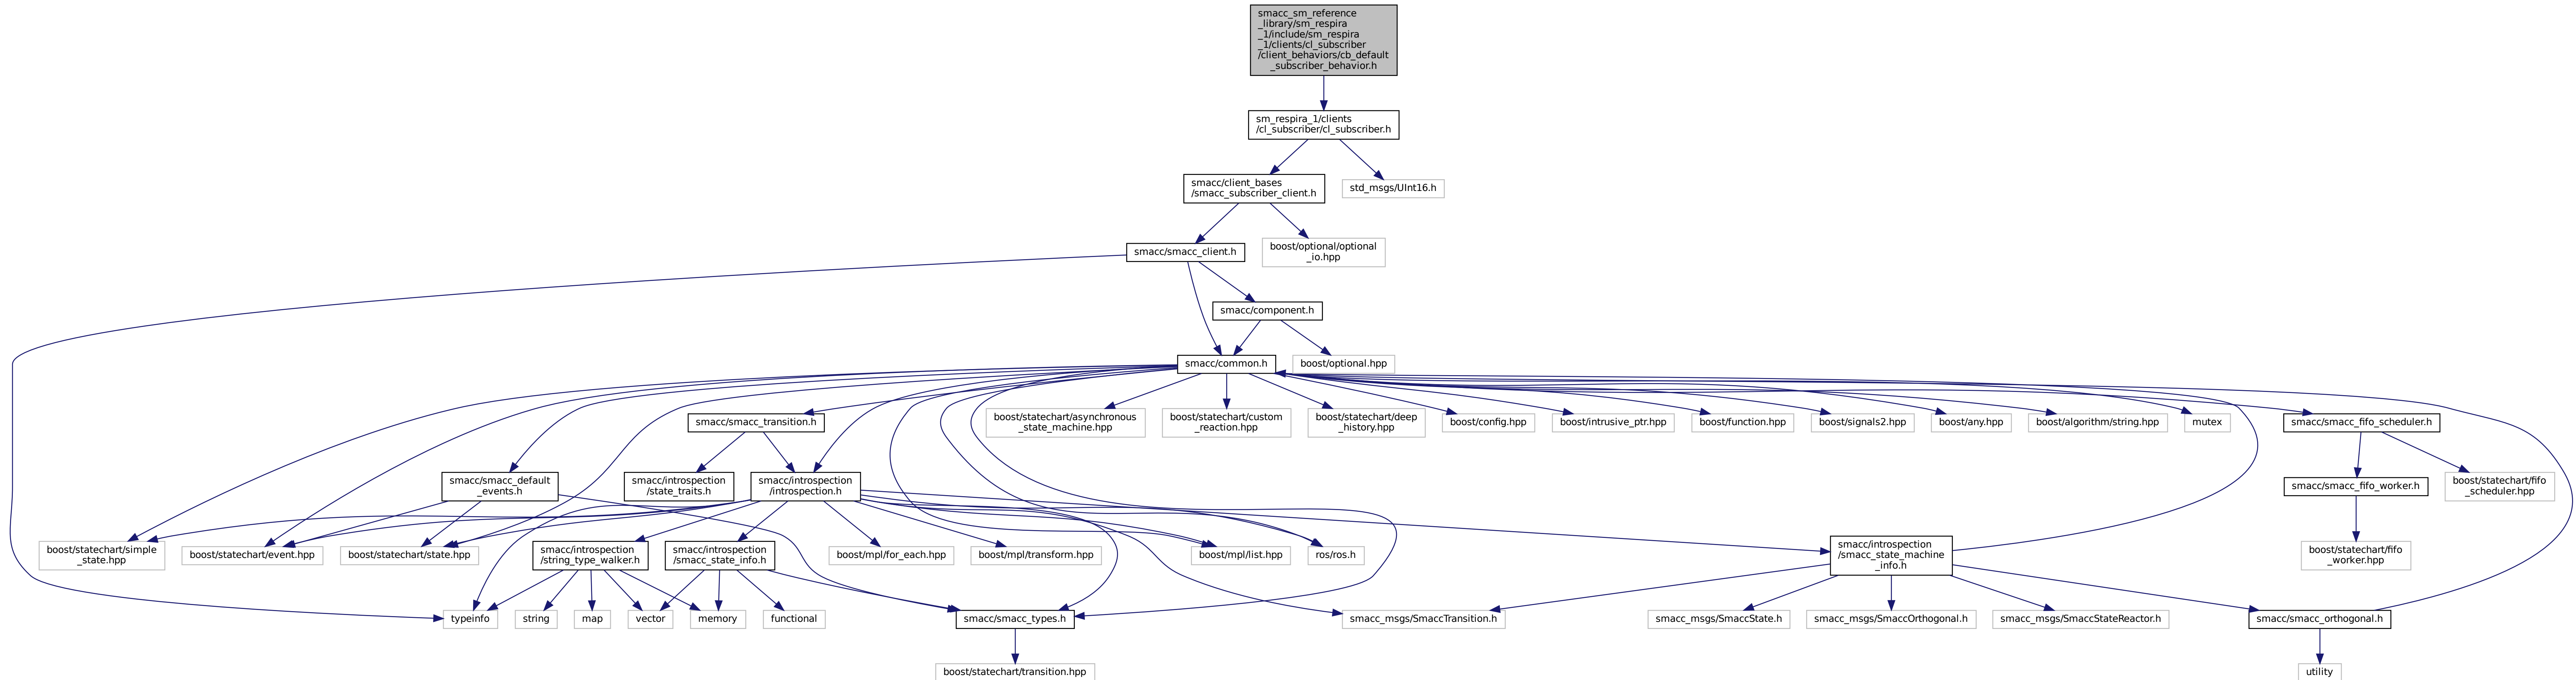 smacc_sm_reference
_library/sm_respira
_1/include/sm_respira
_1/clients/cl_subscriber
/client_behaviors/cb_default
_subscriber_behavior.h
sm_respira_1/clients
/cl_subscriber/cl_subscriber.h
smacc/client_bases
/smacc_subscriber_client.h
std_msgs/UInt16.h
smacc/smacc_client.h
boost/optional/optional
_io.hpp
smacc/component.h
smacc/common.h
boost/optional.hpp
smacc/smacc_transition.h
boost/statechart/asynchronous
_state_machine.hpp
boost/statechart/custom
_reaction.hpp
boost/statechart/deep
_history.hpp
boost/config.hpp
boost/intrusive_ptr.hpp
boost/function.hpp
boost/signals2.hpp
boost/any.hpp
boost/algorithm/string.hpp
mutex
smacc/smacc_fifo_scheduler.h
smacc/smacc_default
_events.h
smacc/introspection
/state_traits.h
smacc/introspection
/introspection.h
smacc/smacc_fifo_worker.h
boost/statechart/fifo
_scheduler.hpp
boost/statechart/simple
_state.hpp
boost/statechart/event.hpp
boost/statechart/state.hpp
smacc/introspection
/string_type_walker.h
smacc/introspection
/smacc_state_info.h
boost/mpl/for_each.hpp
boost/mpl/transform.hpp
boost/mpl/list.hpp
ros/ros.h
smacc/introspection
/smacc_state_machine
_info.h
boost/statechart/fifo
_worker.hpp
typeinfo
string
map
vector
memory
functional
smacc/smacc_types.h
smacc_msgs/SmaccTransition.h
smacc_msgs/SmaccState.h
smacc_msgs/SmaccOrthogonal.h
smacc_msgs/SmaccStateReactor.h
smacc/smacc_orthogonal.h
boost/statechart/transition.hpp
utility